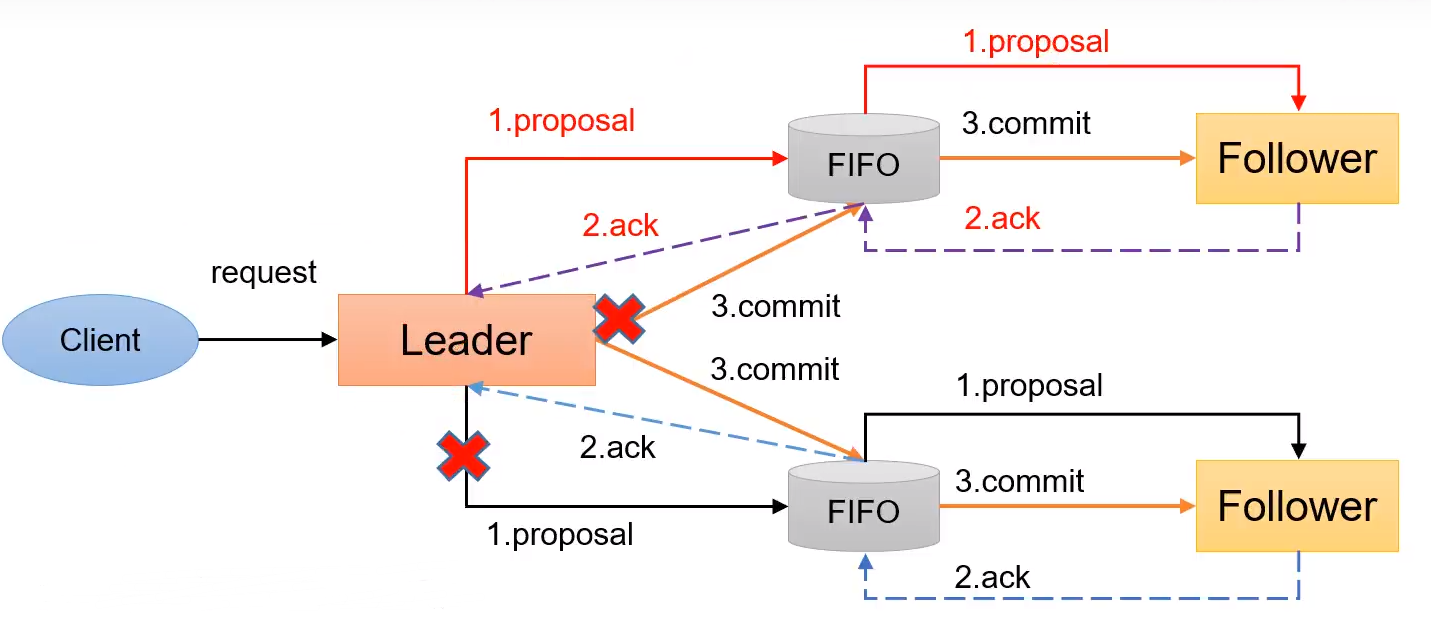 1.proposal
1.proposal
3.commit
FIFO
Follower
2.ack
2.ack
request
3.commit
Client
Leader
3.commit
1.proposal
2.ack
3.commit
FIFO
Follower
1.proposal
2.ack